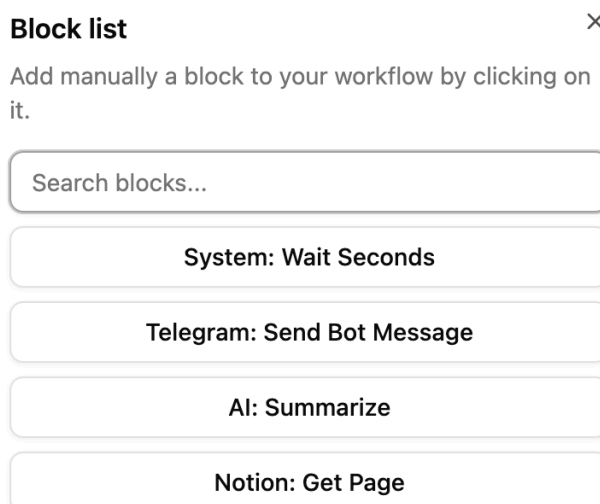 Block list
Add manually a block to your workflow by clicking on
it.
Search blocks...
System: Wait Seconds
Telegram: Send Bot Message
AI: Summarize
Notion: Get Page